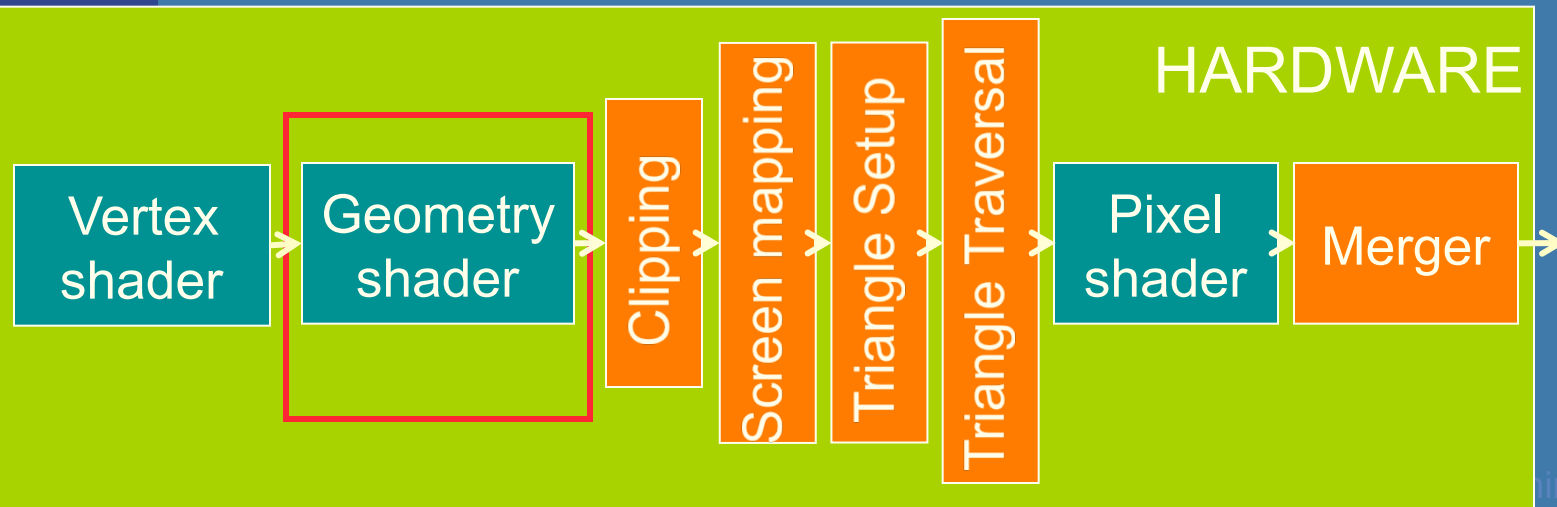 HARDWARE
Vertex
shader
Geometry
shader
Clipping
Screen mapping
Triangle Setup
Triangle Traversal
Pixel
shader
Merger